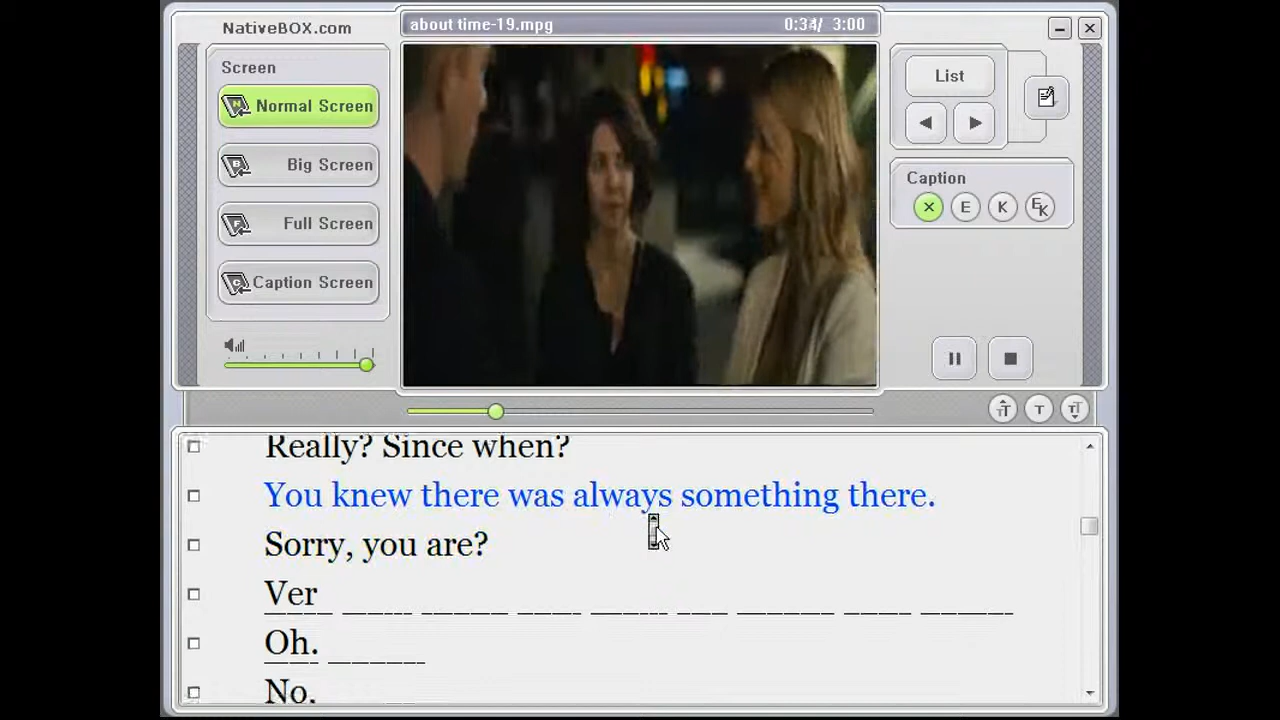 NativeBOX.com
about time-19.mpg 0:34/ 3:00
Screen
Normal Screen
Big Screen
Full Screen
Caption Screen
List
Caption
E K EK
T T T
Really? Since when?
You knew there was always something there.
Sorry, you are?
Ver
Oh.
No,